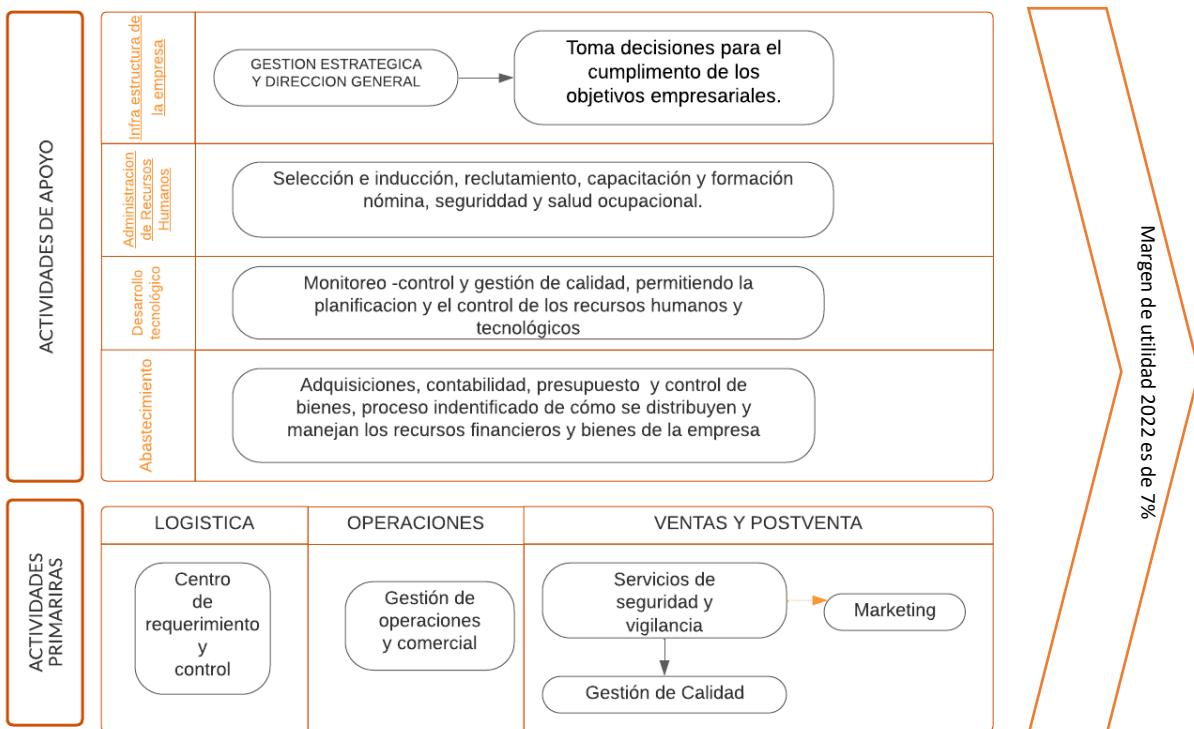 ACTIVIDADES DE APOYO
Infra estructura de
la empresa
GESTION ESTRATEGICA
Y DIRECCION GENERAL
Toma decisiones para el
cumplimento de los
objetivos empresariales.
Administracion
de Recursos
Humanos
Selección e inducción, reclutamiento, capacitación y formación
nómina, seguriddad y salud ocupacional.
Desarrollo
tecnológico
Monitoreo -control y gestión de calidad, permitiendo la
planificacion y el control de los recursos humanos y
tecnológicos
Abastecimiento
Adquisiciones, contabilidad, presupuesto y control de
bienes, proceso indentificado de cómo se distribuyen y
manejan los recursos financieros y bienes de la empresa
ACTIVIDADES
PRIMARIRAS
LOGISTICA
OPERACIONES
VENTAS Y POSTVENTA
Centro
de
requerimiento
y
control
Gestión de
operaciones
y comercial
Servicios de
seguridad y
vigilancia
Marketing
Gestión de Calidad
Margen de utilidad 2022 es de 7%